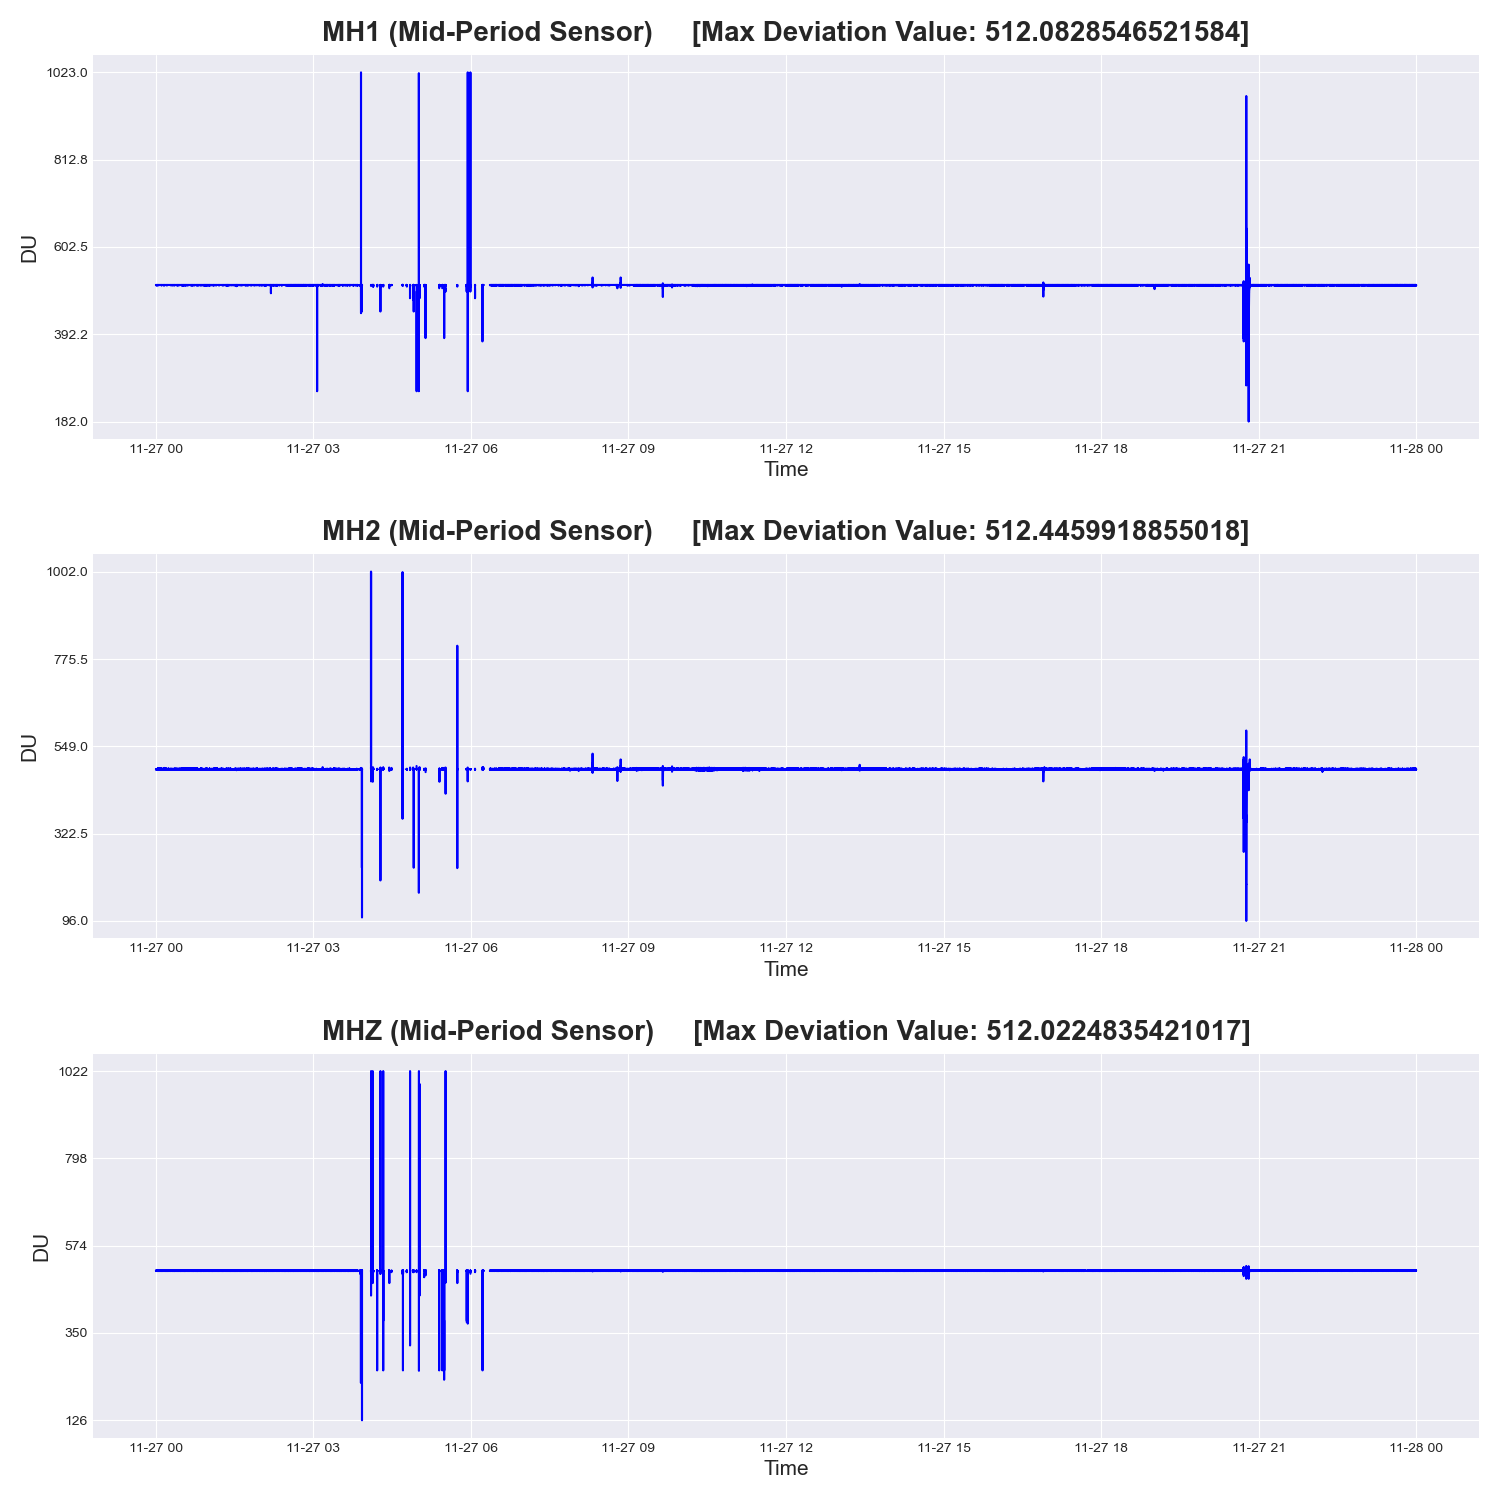 MH1 (Mid-Period Sensor) [Max Deviation Value: 512.0828546521584]
1023.0
812.8
602.5
392.2
182.0
DU
11-27 00 11-27 03 11-27 06 11-27 09 11-27 12 11-27 15 11-27 18 11-27 21 11-28 00
Time
MH2 (Mid-Period Sensor) [Max Deviation Value: 512.4459918855018]
1002.0
775.5
549.0
322.5
96.0
DU
11-27 00 11-27 03 11-27 06 11-27 09 11-27 12 11-27 15 11-27 18 11-27 21 11-28 00
Time
MHZ (Mid-Period Sensor) [Max Deviation Value: 512.0224835421017]
1022
798
574
350
126
DU
11-27 00 11-27 03 11-27 06 11-27 09 11-27 12 11-27 15 11-27 18 11-27 21 11-28 00
Time